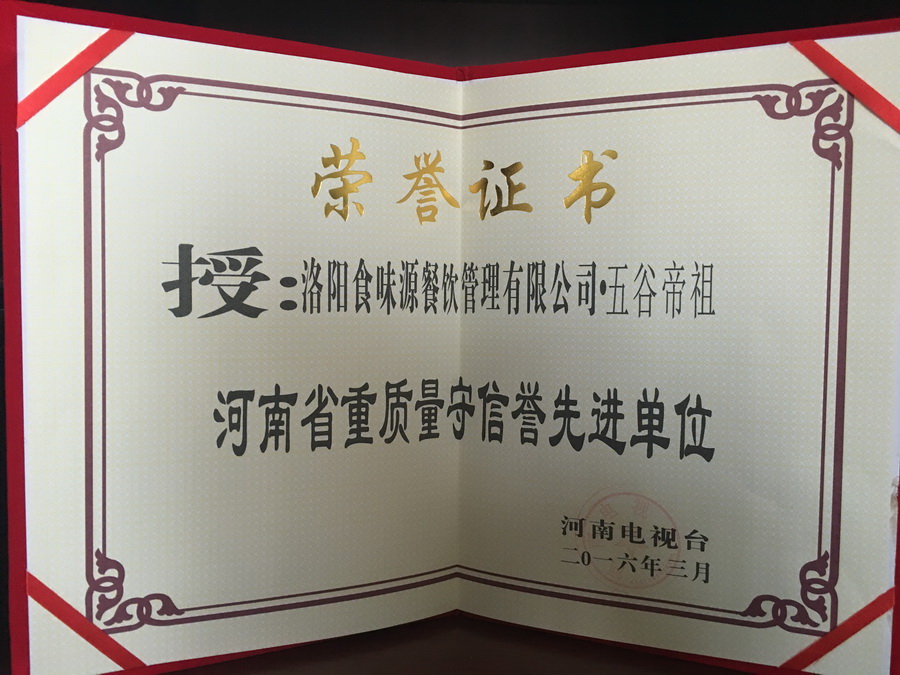 荣誉证书
授:洛阳食味源餐饮管理有限公司·五谷帝祖
河南省重质量守信誉先进单位
河南电视台
二0一六年三月